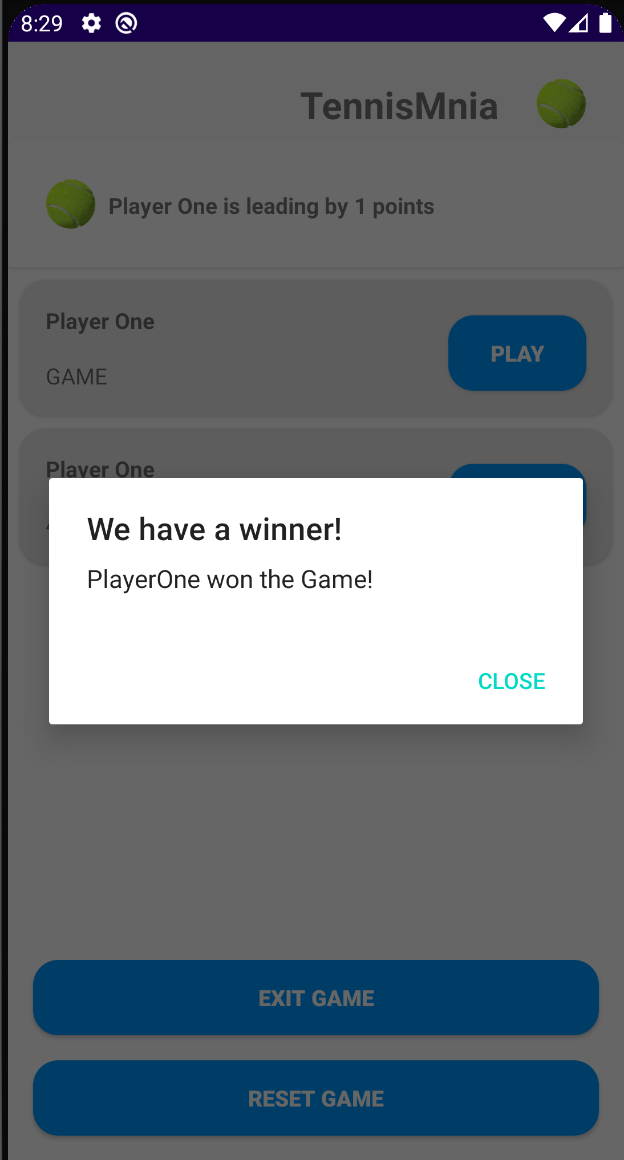 8:29
TennisMnia
Player One is leading by 1 points
Player One
GAME
PLAY
Player One
We have a winner!
PlayerOne won the Game!
CLOSE
EXIT GAME
RESET GAME